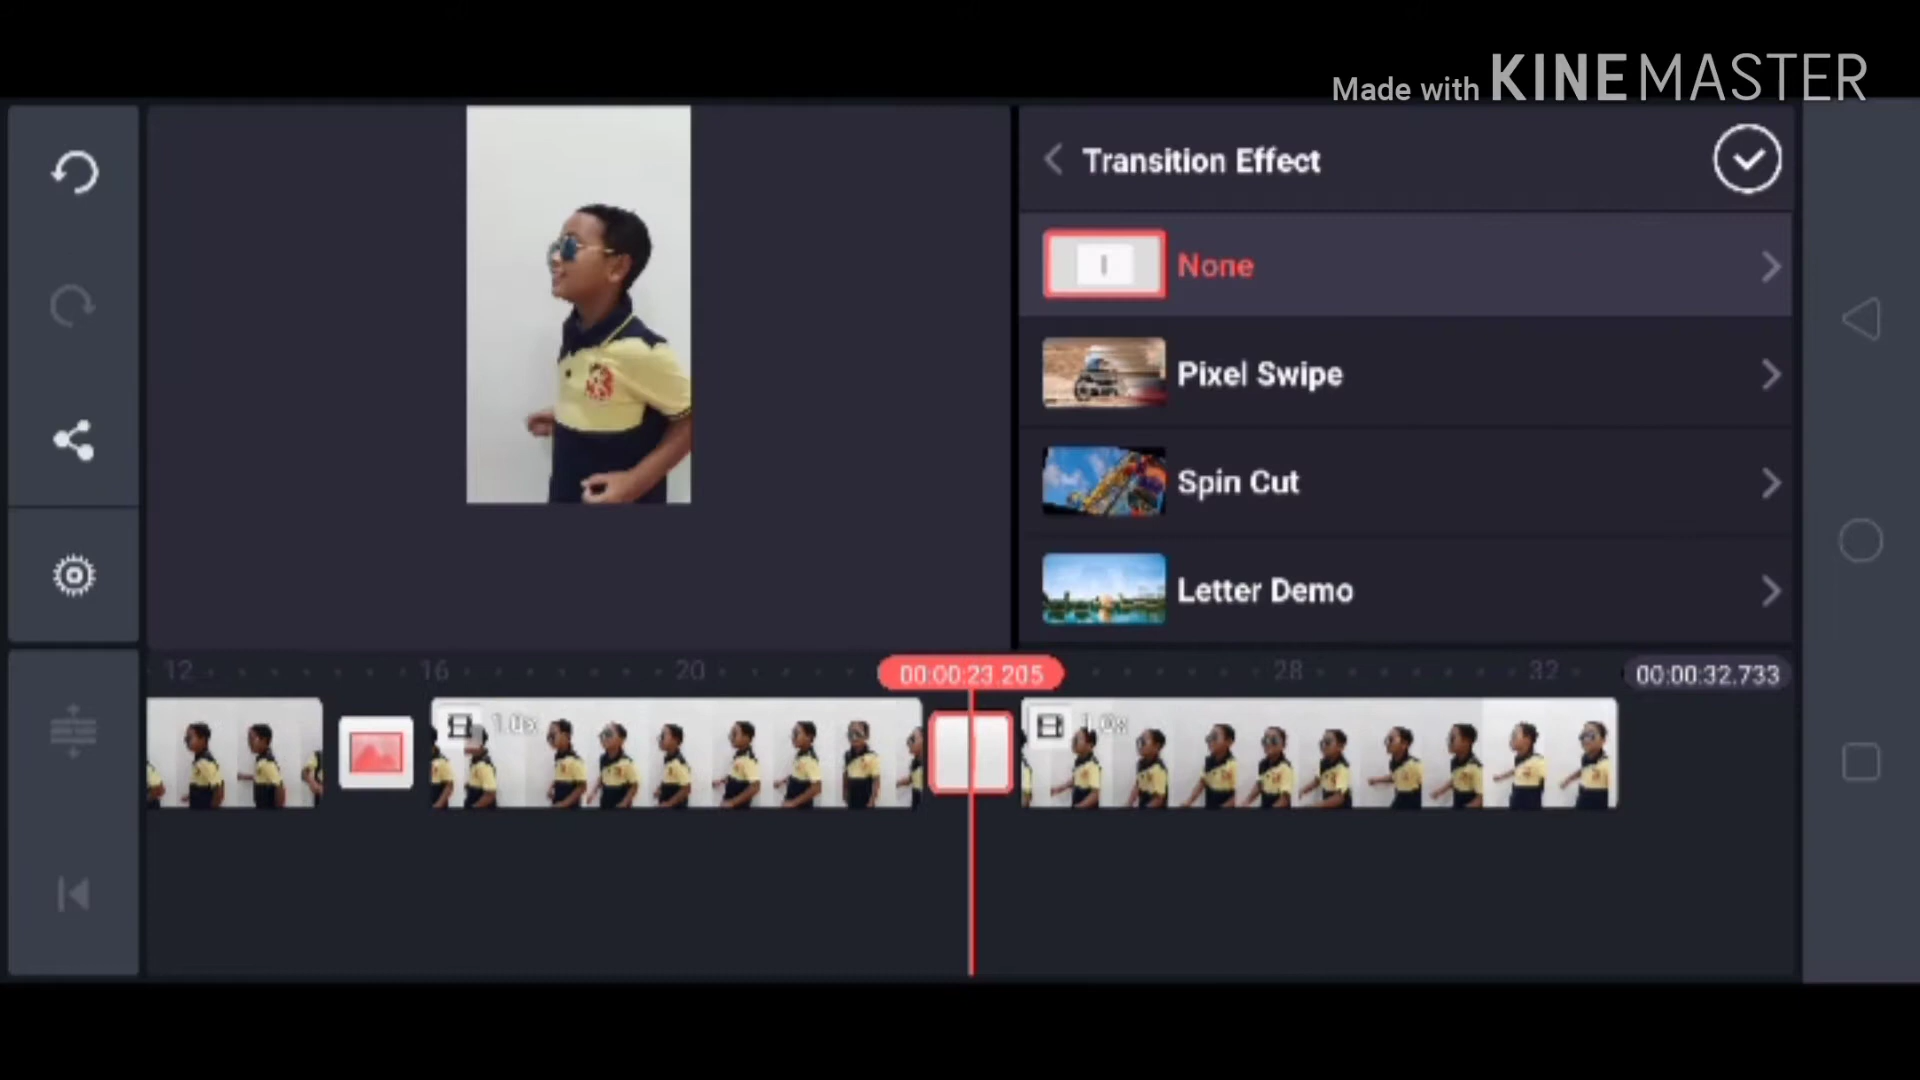 Made with KINEMASTER
Transition Effect
None
Pixel Swipe
Spin Cut
Letter Demo
12
16
20
00:00:23.205
28
32
00:00:32.733
1.0x
1.0x